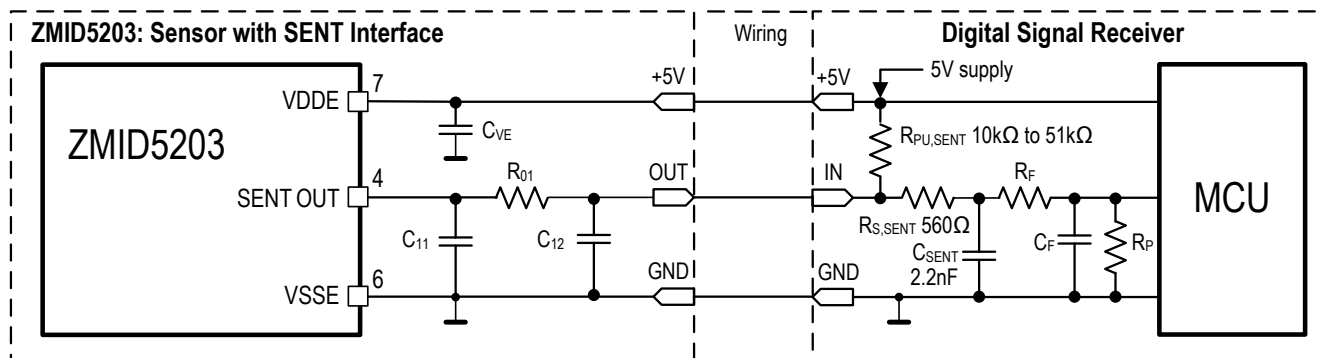 ZMID5203: Sensor with SENT Interface
Wiring
Digital Signal Receiver
7
+5V
+5V
5V supply
VDDE
CVE
ZMID5203
RPU,SENT 10kΩ to 51kΩ
4
R01
OUT
IN
RF
SENT OUT
MCU
RS,SENT 560Ω
C11
C12
CSENT
2.2nF
CF
RP
6
GND
GND
VSSE